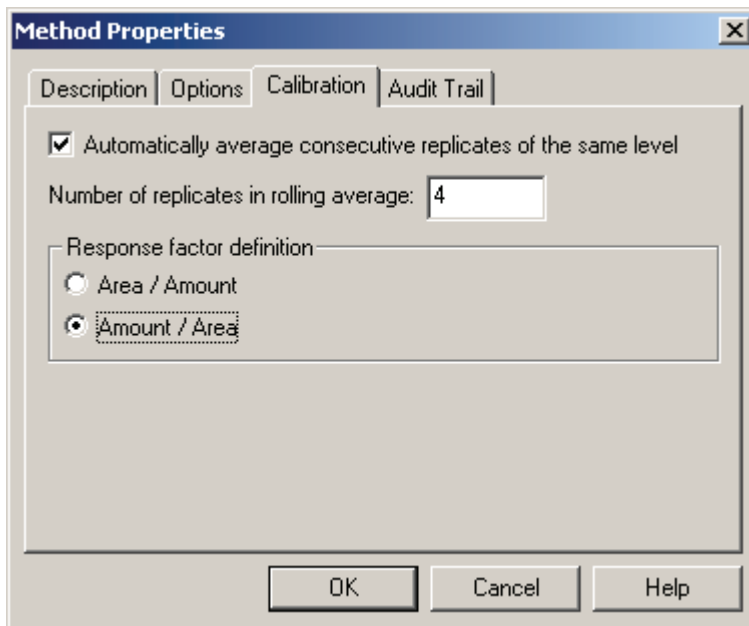 Method Properties
Description Options Calibration Audit Trail
Automatically average consecutive replicates of the same level
Number of replicates in rolling average: 4
Response factor definition
Area / Amount
Amount / Area
OK Cancel Help